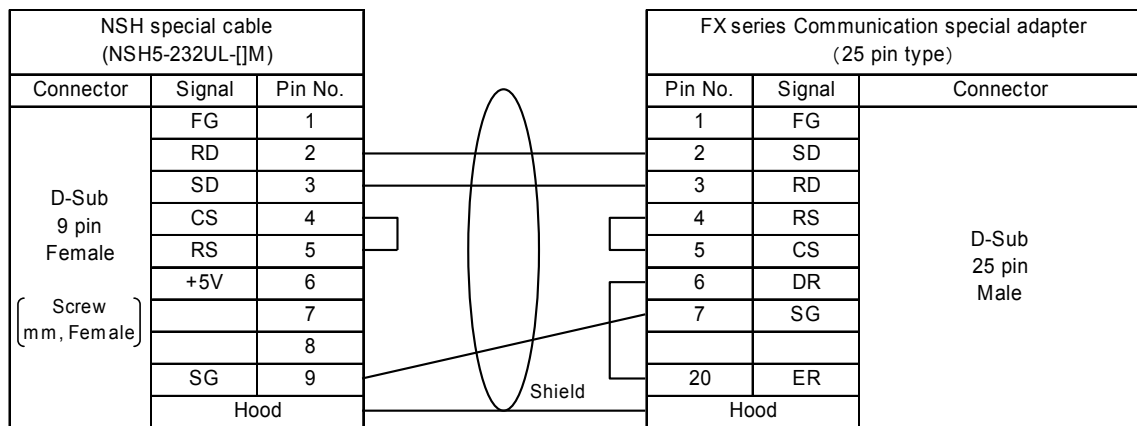 NSH special cable
(NSH5-232UL-[]M)
FX series Communication special adapter
(25 pin type)
Connector Signal Pin No.
Pin No. Signal Connector
FG 1
1 FG
RD 2
2 SD
SD 3
3 RD
CS 4
4 RS
RS 5
5 CS
+5V 6
6 DR
7
7 SG
8
SG 9
20 ER
Hood
Hood
D-Sub
9 pin
Female
Screw
mm, Female
Shield
D-Sub
25 pin
Male